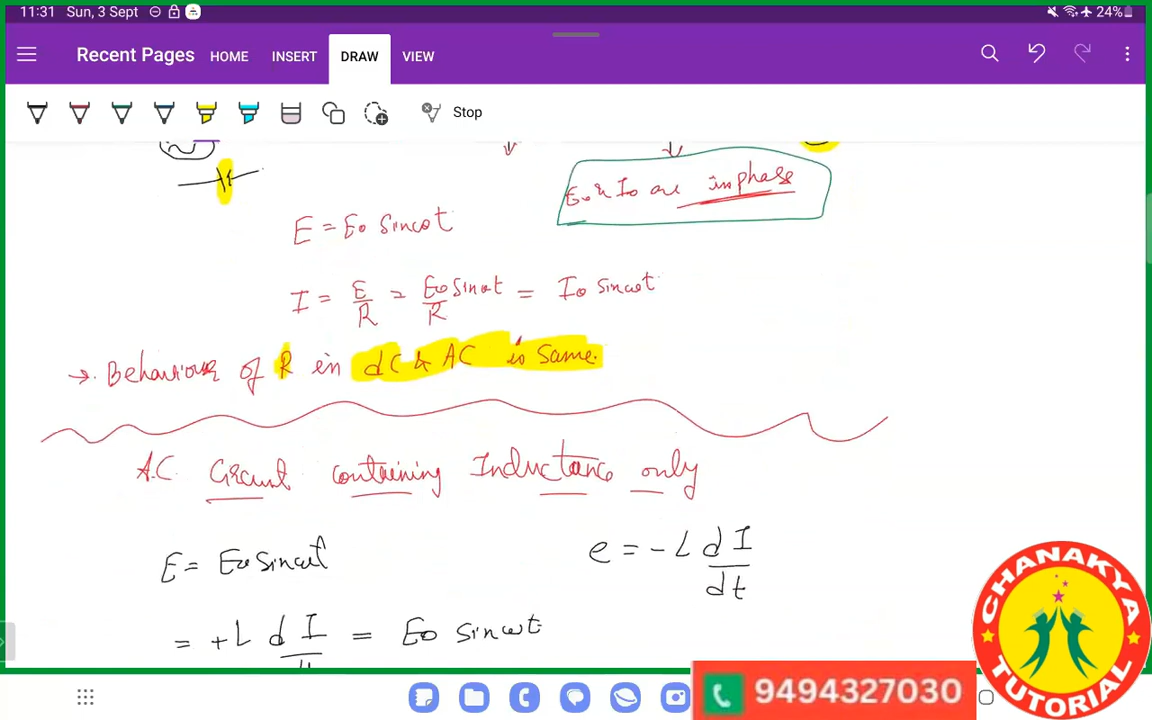 11:31 Sun, 3 Sept
24%
Recent Pages HOME INSERT DRAW VIEW
Stop
E₀ & I₀ are inphase
E = E₀ Sinωt
I = E/R = E₀ Sinωt/R = I₀ sinωt
→. Behaviour of R in dC & AC is Same.
A.C Circuit containing Inductance only
E = E₀ Sinωt
e = -L dI/dt
= +L dI = E₀ sinωt
CHANAKYA
TUTORIAL
9494327030